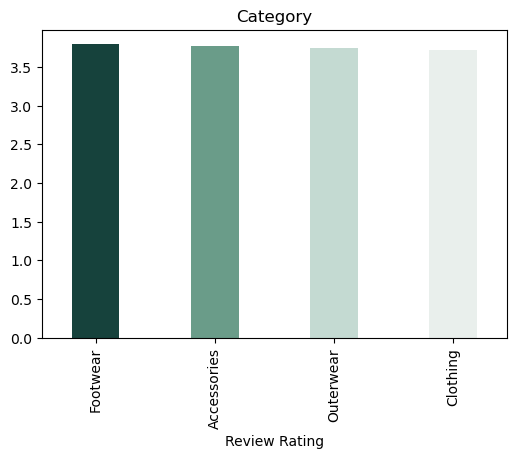 Category
3.5
3.0
2.5
2.0
1.5
1.0
0.5
0.0
Footwear
Accessories
Outerwear
Clothing
Review Rating